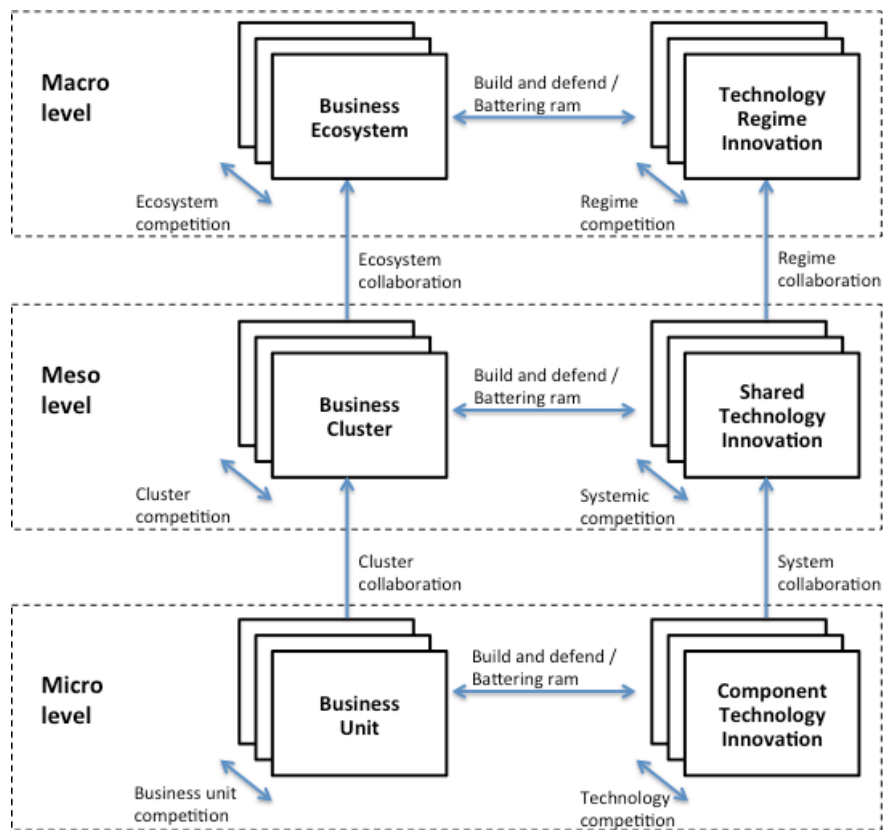 Macro
level
Business
Ecosystem
Build and defend /
Battering ram
Technology
Regime
Innovation
Ecosystem
competition
Regime
competition
Ecosystem
collaboration
Regime
collaboration
Meso
level
Business
Cluster
Build and defend /
Battering ram
Shared
Technology
Innovation
Cluster
competition
Systemic
competition
Cluster
collaboration
System
collaboration
Micro
level
Business
Unit
Build and defend /
Battering ram
Component
Technology
Innovation
Business unit
competition
Technology
competition